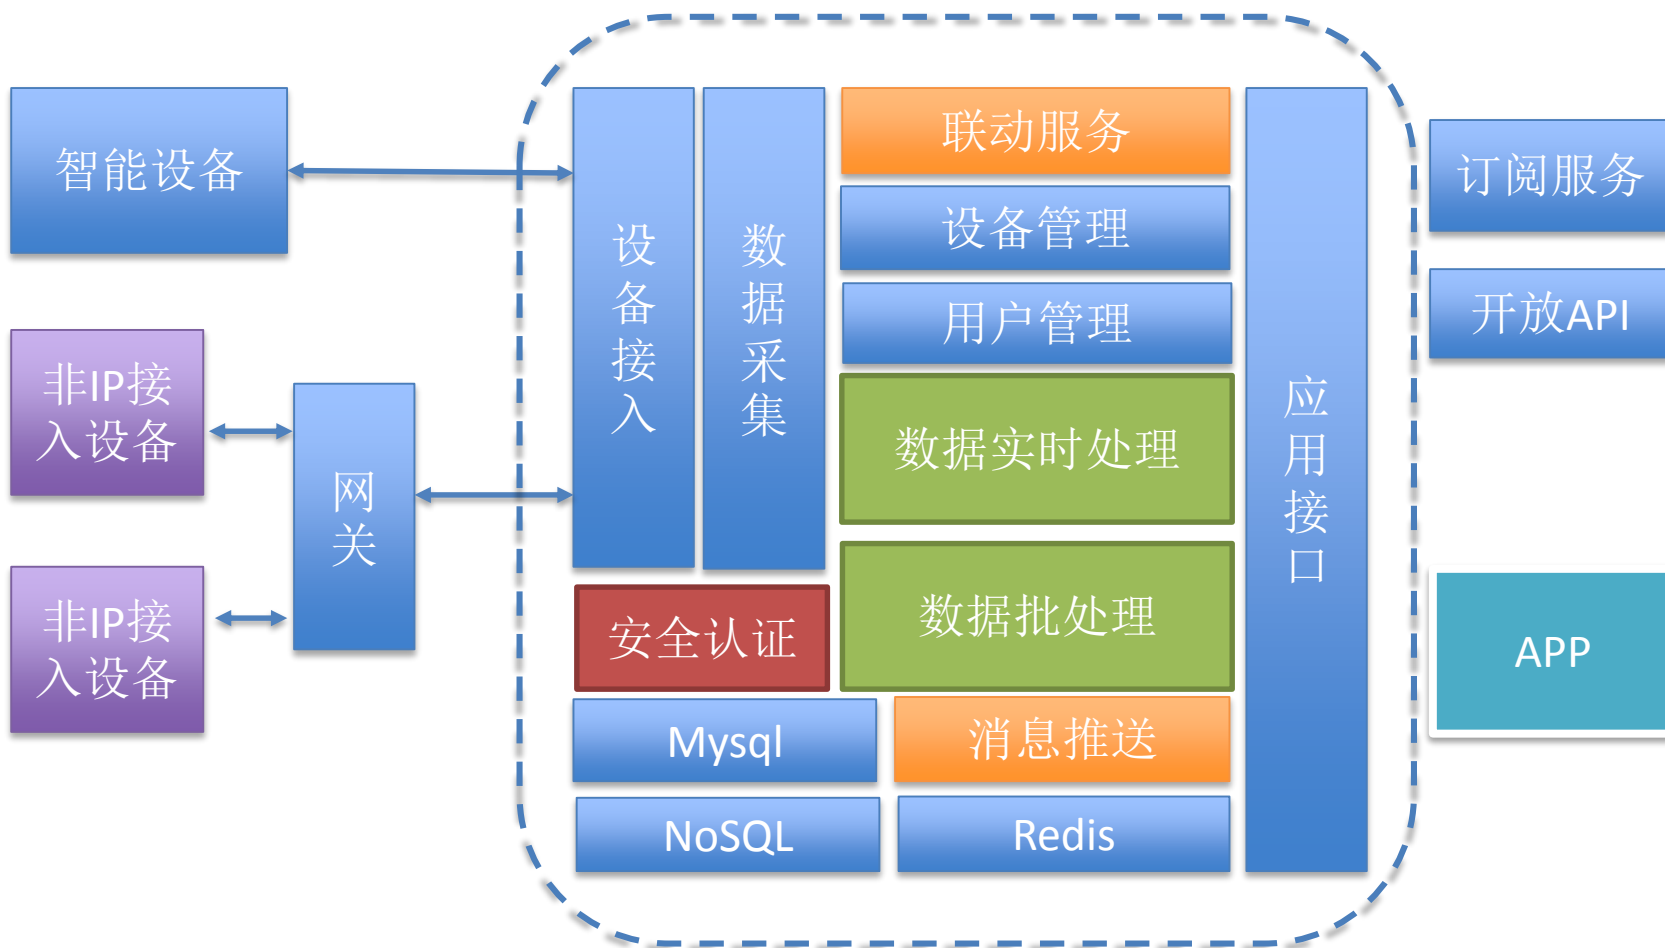 智能设备
非IP接
入设备
非IP接
入设备
网
关
设
备
接
入
数
据
采
集
安全认证
Mysql
NoSQL
联动服务
设备管理
用户管理
数据实时处理
数据批处理
消息推送
Redis
应
用
接
口
订阅服务
开放API
APP